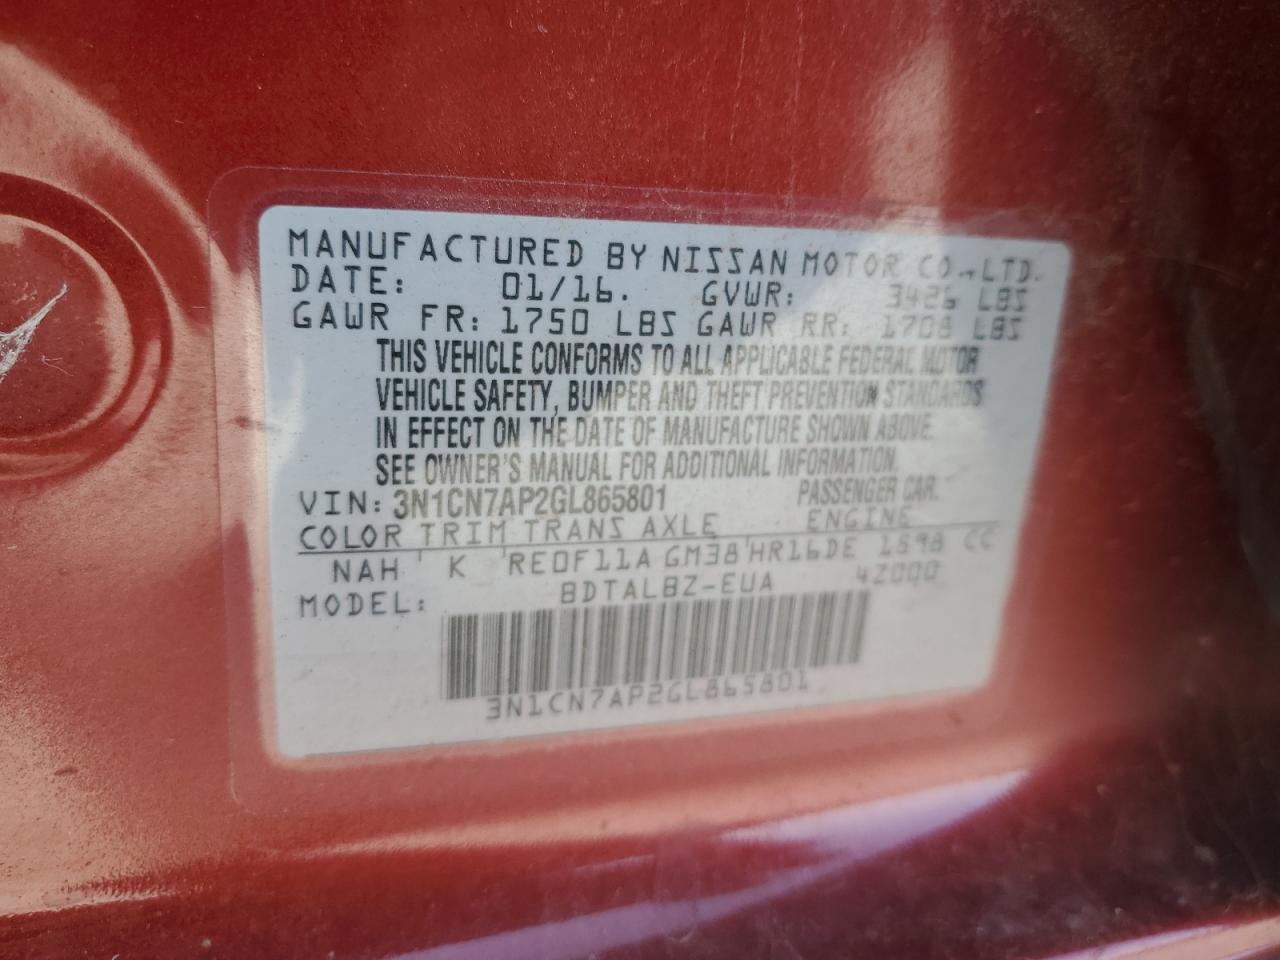 MANUFACTURED BY NISSAN MOTOR CO.,LTD.
DATE: 01/16. GVWR: 3426 LBS
GAWR FR: 1750 LBS GAWR RR: 1708 LBS
THIS VEHICLE CONFORMS TO ALL APPLICABLE FEDERAL MOTOR
VEHICLE SAFETY, BUMPER AND THEFT PREVENTION STANDARDS
IN EFFECT ON THE DATE OF MANUFACTURE SHOWN ABOVE.
SEE OWNER'S MANUAL FOR ADDITIONAL INFORMATION.
VIN: 3N1CN7AP2GL865801 PASSENGER CAR.
COLOR TRIM TRANS AXLE ENGINE
NAH K RE0F11A GM38 HR16DE 1598 CC
MODEL: BDTALBZ-EUA 42000
3N1CN7AP2GL865801